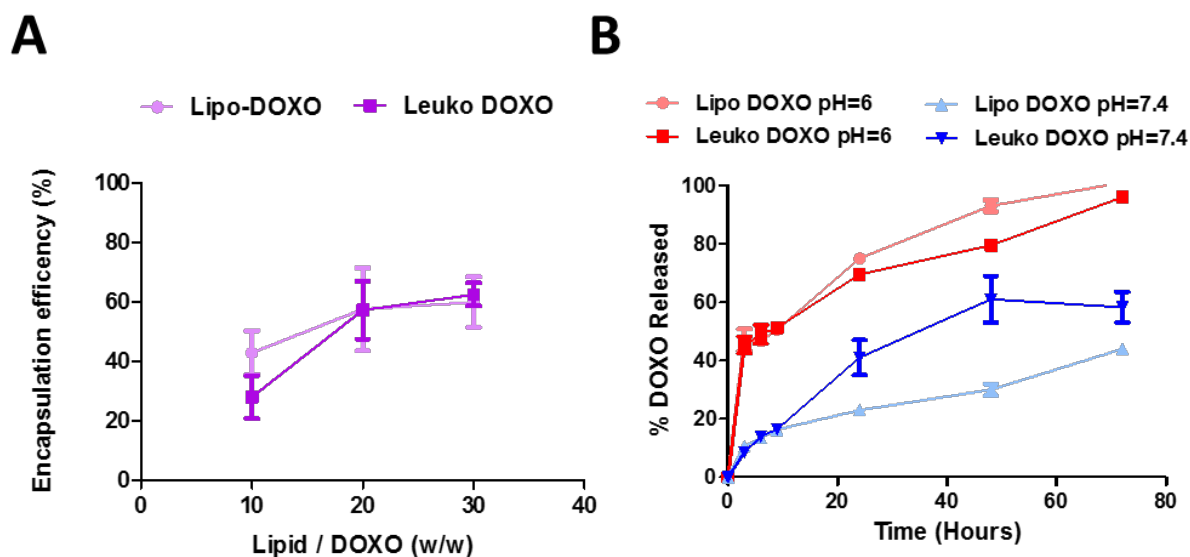 A
Lipo-DOXO
Leuko DOXO
Encapsulation efficency (%)
100
80
60
40
20
0
0
10
20
30
40
Lipid / DOXO (w/w)
B
Lipo DOXO pH=6
Lipo DOXO pH=7.4
Leuko DOXO pH=6
Leuko DOXO pH=7.4
% DOXO Released
100
80
60
40
20
0
0
20
40
60
80
Time (Hours)